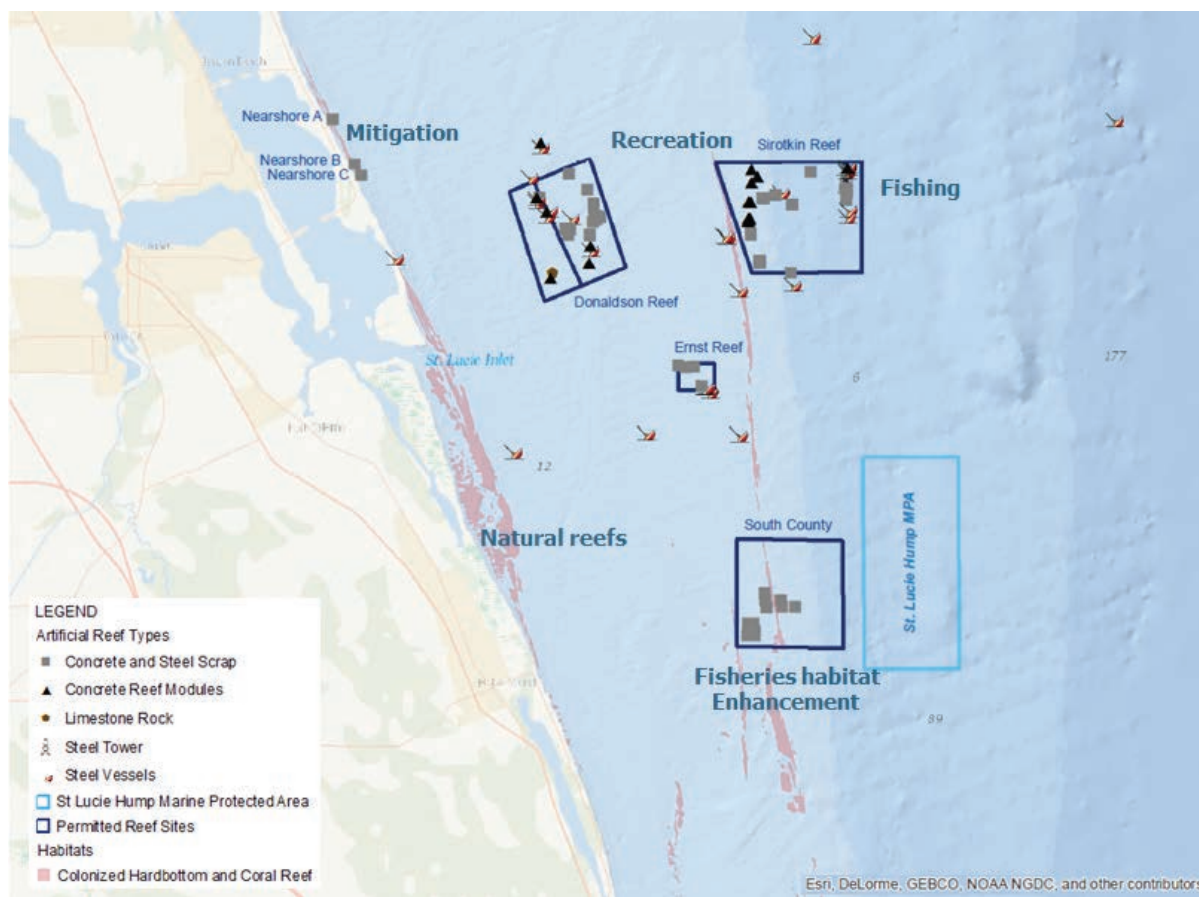 Nearshore A
Mitigation
Nearshore B
Nearshore C
Recreation
Sirotkin Reef
Fishing
Donaldson Reef
St. Lucie Inlet
Ernst Reef
177
6
12
Natural reefs
South County
St. Lucie Hump MPA
Fisheries habitat
Enhancement
89
LEGEND
Artificial Reef Types
Concrete and Steel Scrap
Concrete Reef Modules
Limestone Rock
Steel Tower
Steel Vessels
St Lucie Hump Marine Protected Area
Permitted Reef Sites
Habitats
Colonized Hardbottom and Coral Reef
Esri, DeLorme, GEBCO, NOAA NGDC, and other contributors